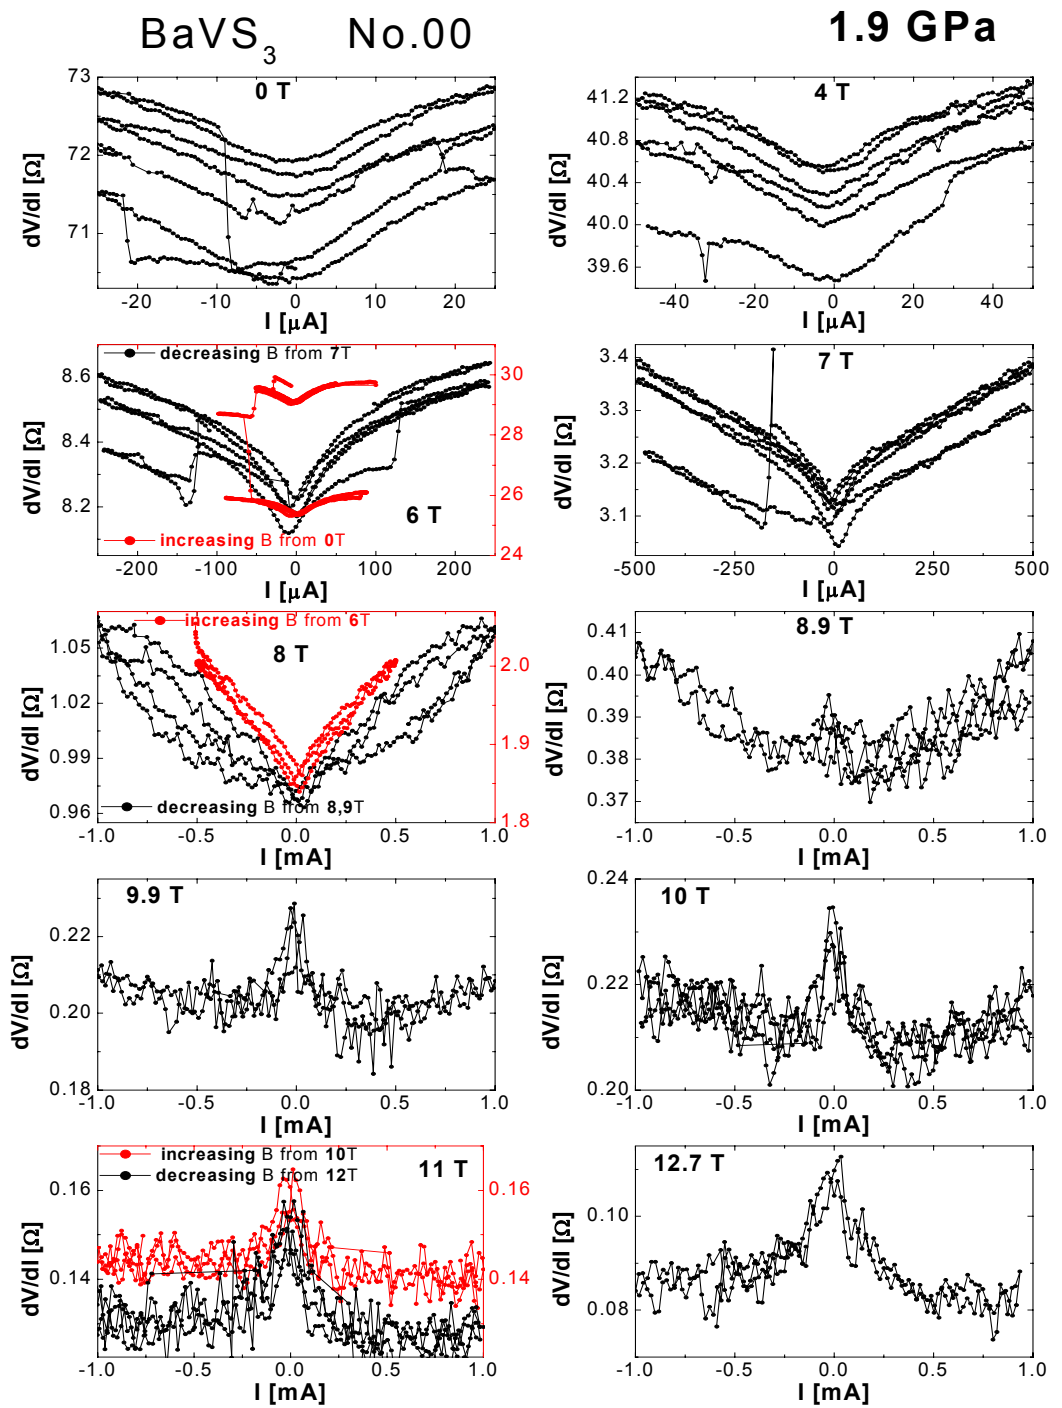 BaVS3 No.00 1.9 GPa
0 T
dV/dI [Ω]
73
72
71
-20 -10 0 10 20
I [µA]
4 T
dV/dI [Ω]
41.2
40.8
40.4
40.0
39.6
-40 -20 0 20 40
I [µA]
decreasing B from 7T
6 T
increasing B from 0T
dV/dI [Ω]
8.6
8.4
8.2
30
28
26
24
-200 -100 0 100 200
I [µA]
7 T
dV/dI [Ω]
3.4
3.3
3.2
3.1
-500 -250 0 250 500
I [µA]
increasing B from 6T
8 T
decreasing B from 8,9T
dV/dI [Ω]
1.05
1.02
0.99
0.96
2.0
1.9
1.8
-1.0 -0.5 0.0 0.5 1.0
I [mA]
8.9 T
dV/dI [Ω]
0.41
0.40
0.39
0.38
0.37
-1.0 -0.5 0.0 0.5 1.0
I [mA]
9.9 T
dV/dI [Ω]
0.22
0.20
0.18
-1.0 -0.5 0.0 0.5 1.0
I [mA]
10 T
dV/dI [Ω]
0.24
0.22
0.20
-1.0 -0.5 0.0 0.5 1.0
I [mA]
increasing B from 10T
decreasing B from 12T
11 T
dV/dI [Ω]
0.16
0.14
0.16
0.14
-1.0 -0.5 0.0 0.5 1.0
I [mA]
12.7 T
dV/dI [Ω]
0.10
0.08
-1.0 -0.5 0.0 0.5 1.0
I [mA]